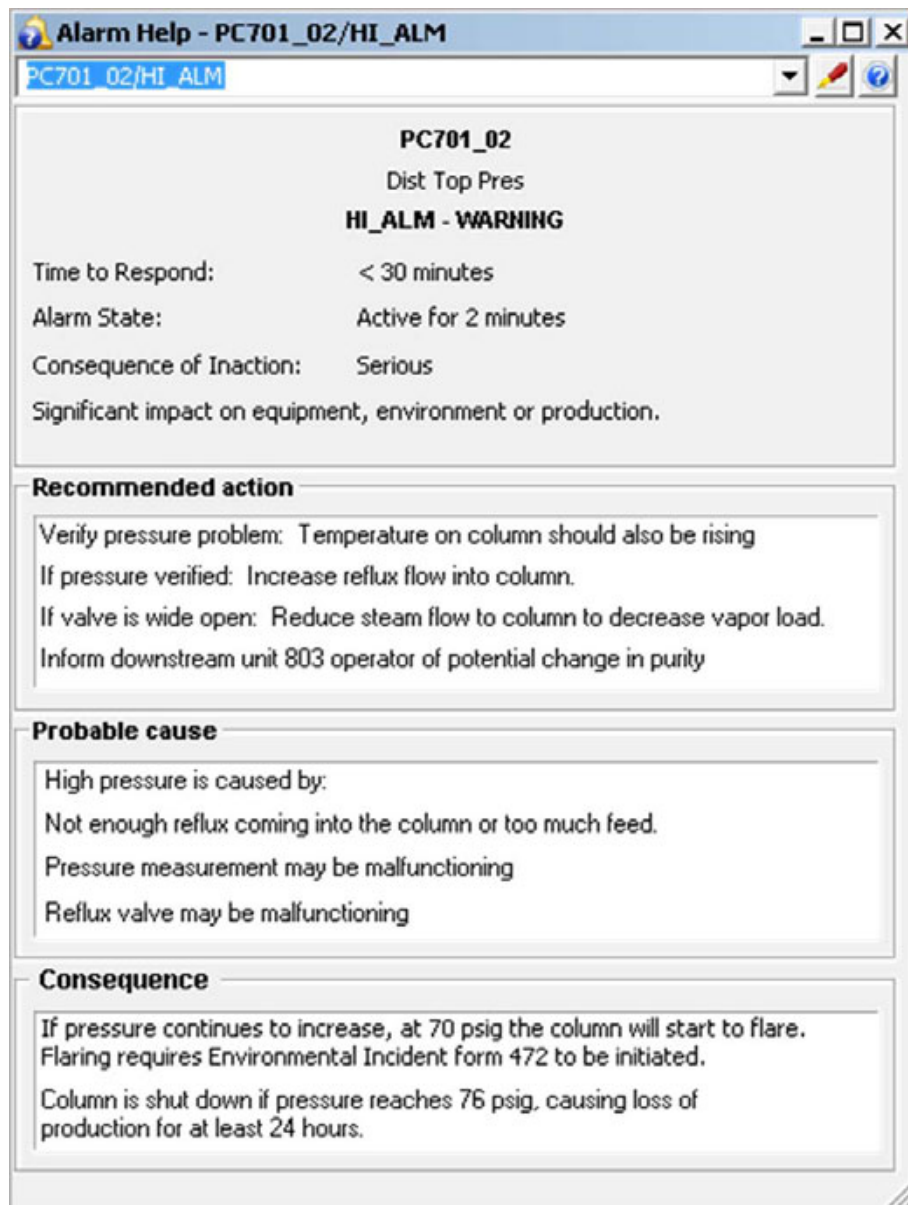 Alarm Help - PC701_02/HI_ALM
PC701_02/HI_ALM
PC701_02
Dist Top Pres
HI_ALM - WARNING
Time to Respond: < 30 minutes
Alarm State: Active for 2 minutes
Consequence of Inaction: Serious
Significant impact on equipment, environment or production.
Recommended action
Verify pressure problem: Temperature on column should also be rising
If pressure verified: Increase reflux flow into column.
If valve is wide open: Reduce steam flow to column to decrease vapor load.
Inform downstream unit 803 operator of potential change in purity
Probable cause
High pressure is caused by:
Not enough reflux coming into the column or too much feed.
Pressure measurement may be malfunctioning
Reflux valve may be malfunctioning
Consequence
If pressure continues to increase, at 70 psig the column will start to flare.
Flaring requires Environmental Incident form 472 to be initiated.
Column is shut down if pressure reaches 76 psig, causing loss of
production for at least 24 hours.